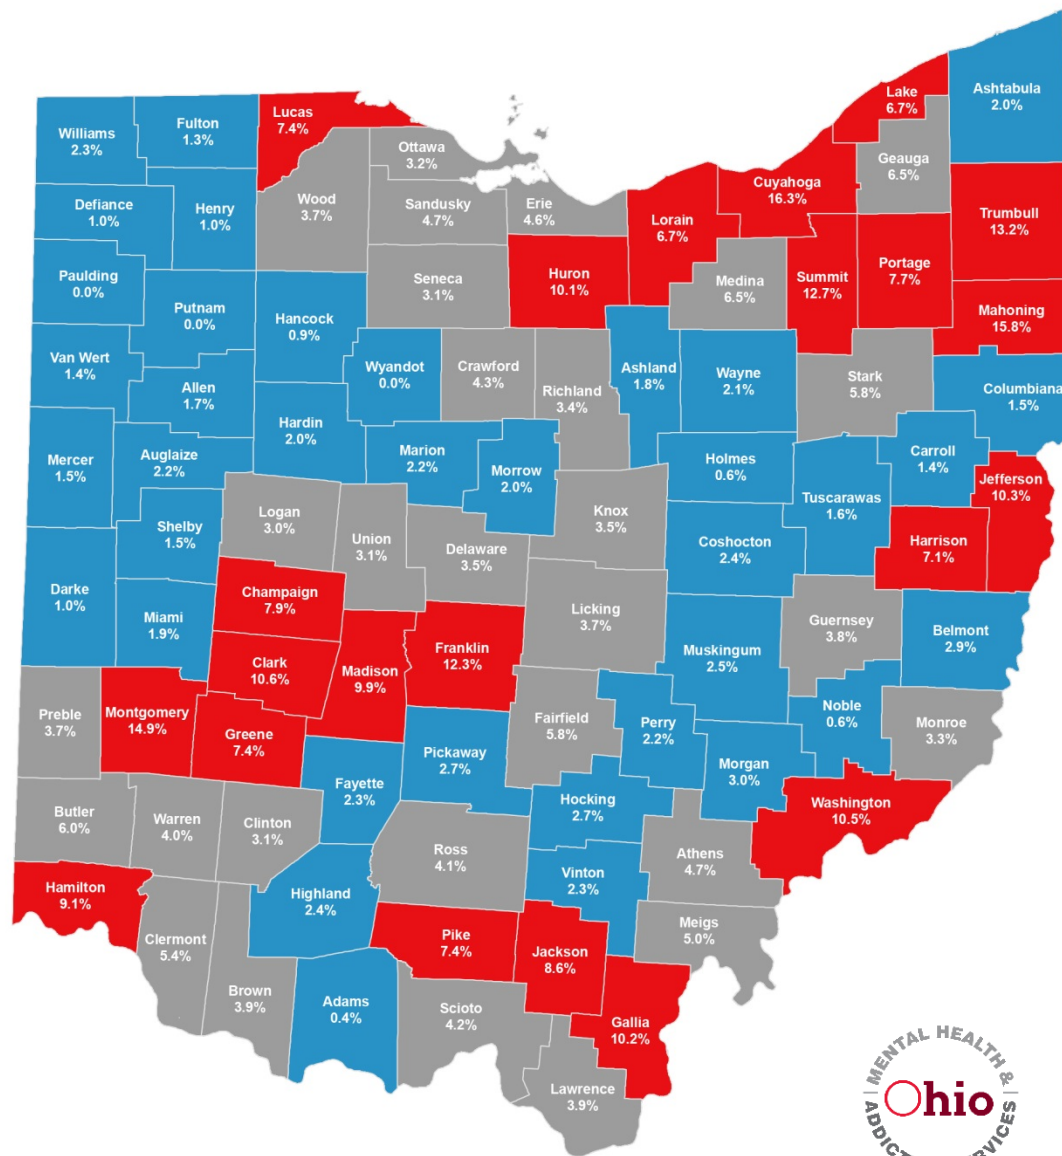 Williams
2.3%
Fulton
1.3%
Lucas
7.4%
Ottawa
3.2%
Lake
6.7%
Ashtabula
2.0%
Geauga
6.5%
Cuyahoga
16.3%
Defiance
1.0%
Henry
1.0%
Wood
3.7%
Sandusky
4.7%
Erie
4.6%
Lorain
6.7%
Trumbull
13.2%
Paulding
0.0%
Putnam
0.0%
Hancock
0.9%
Seneca
3.1%
Huron
10.1%
Medina
6.5%
Summit
12.7%
Portage
7.7%
Mahoning
15.8%
Van Wert
1.4%
Allen
1.7%
Wyandot
0.0%
Crawford
4.3%
Richland
3.4%
Ashland
1.8%
Wayne
2.1%
Stark
5.8%
Columbiana
1.5%
Mercer
1.5%
Auglaize
2.2%
Hardin
2.0%
Marion
2.2%
Morrow
2.0%
Holmes
0.6%
Tuscarawas
1.6%
Carroll
1.4%
Jefferson
10.3%
Shelby
1.5%
Logan
3.0%
Union
3.1%
Delaware
3.5%
Knox
3.5%
Coshocton
2.4%
Harrison
7.1%
Darke
1.0%
Miami
1.9%
Champaign
7.9%
Licking
3.7%
Guernsey
3.8%
Belmont
2.9%
Clark
10.6%
Madison
9.9%
Franklin
12.3%
Muskingum
2.5%
Preble
3.7%
Montgomery
14.9%
Greene
7.4%
Fairfield
5.8%
Perry
2.2%
Noble
0.6%
Monroe
3.3%
Pickaway
2.7%
Fayette
2.3%
Morgan
3.0%
Hocking
2.7%
Washington
10.5%
Butler
6.0%
Warren
4.0%
Clinton
3.1%
Ross
4.1%
Athens
4.7%
Vinton
2.3%
Hamilton
9.1%
Highland
2.4%
Meigs
5.0%
Clermont
5.4%
Pike
7.4%
Jackson
8.6%
Brown
3.9%
Adams
0.4%
Scioto
4.2%
Gallia
10.2%
Lawrence
3.9%
MENTAL HEALTH &
Ohio